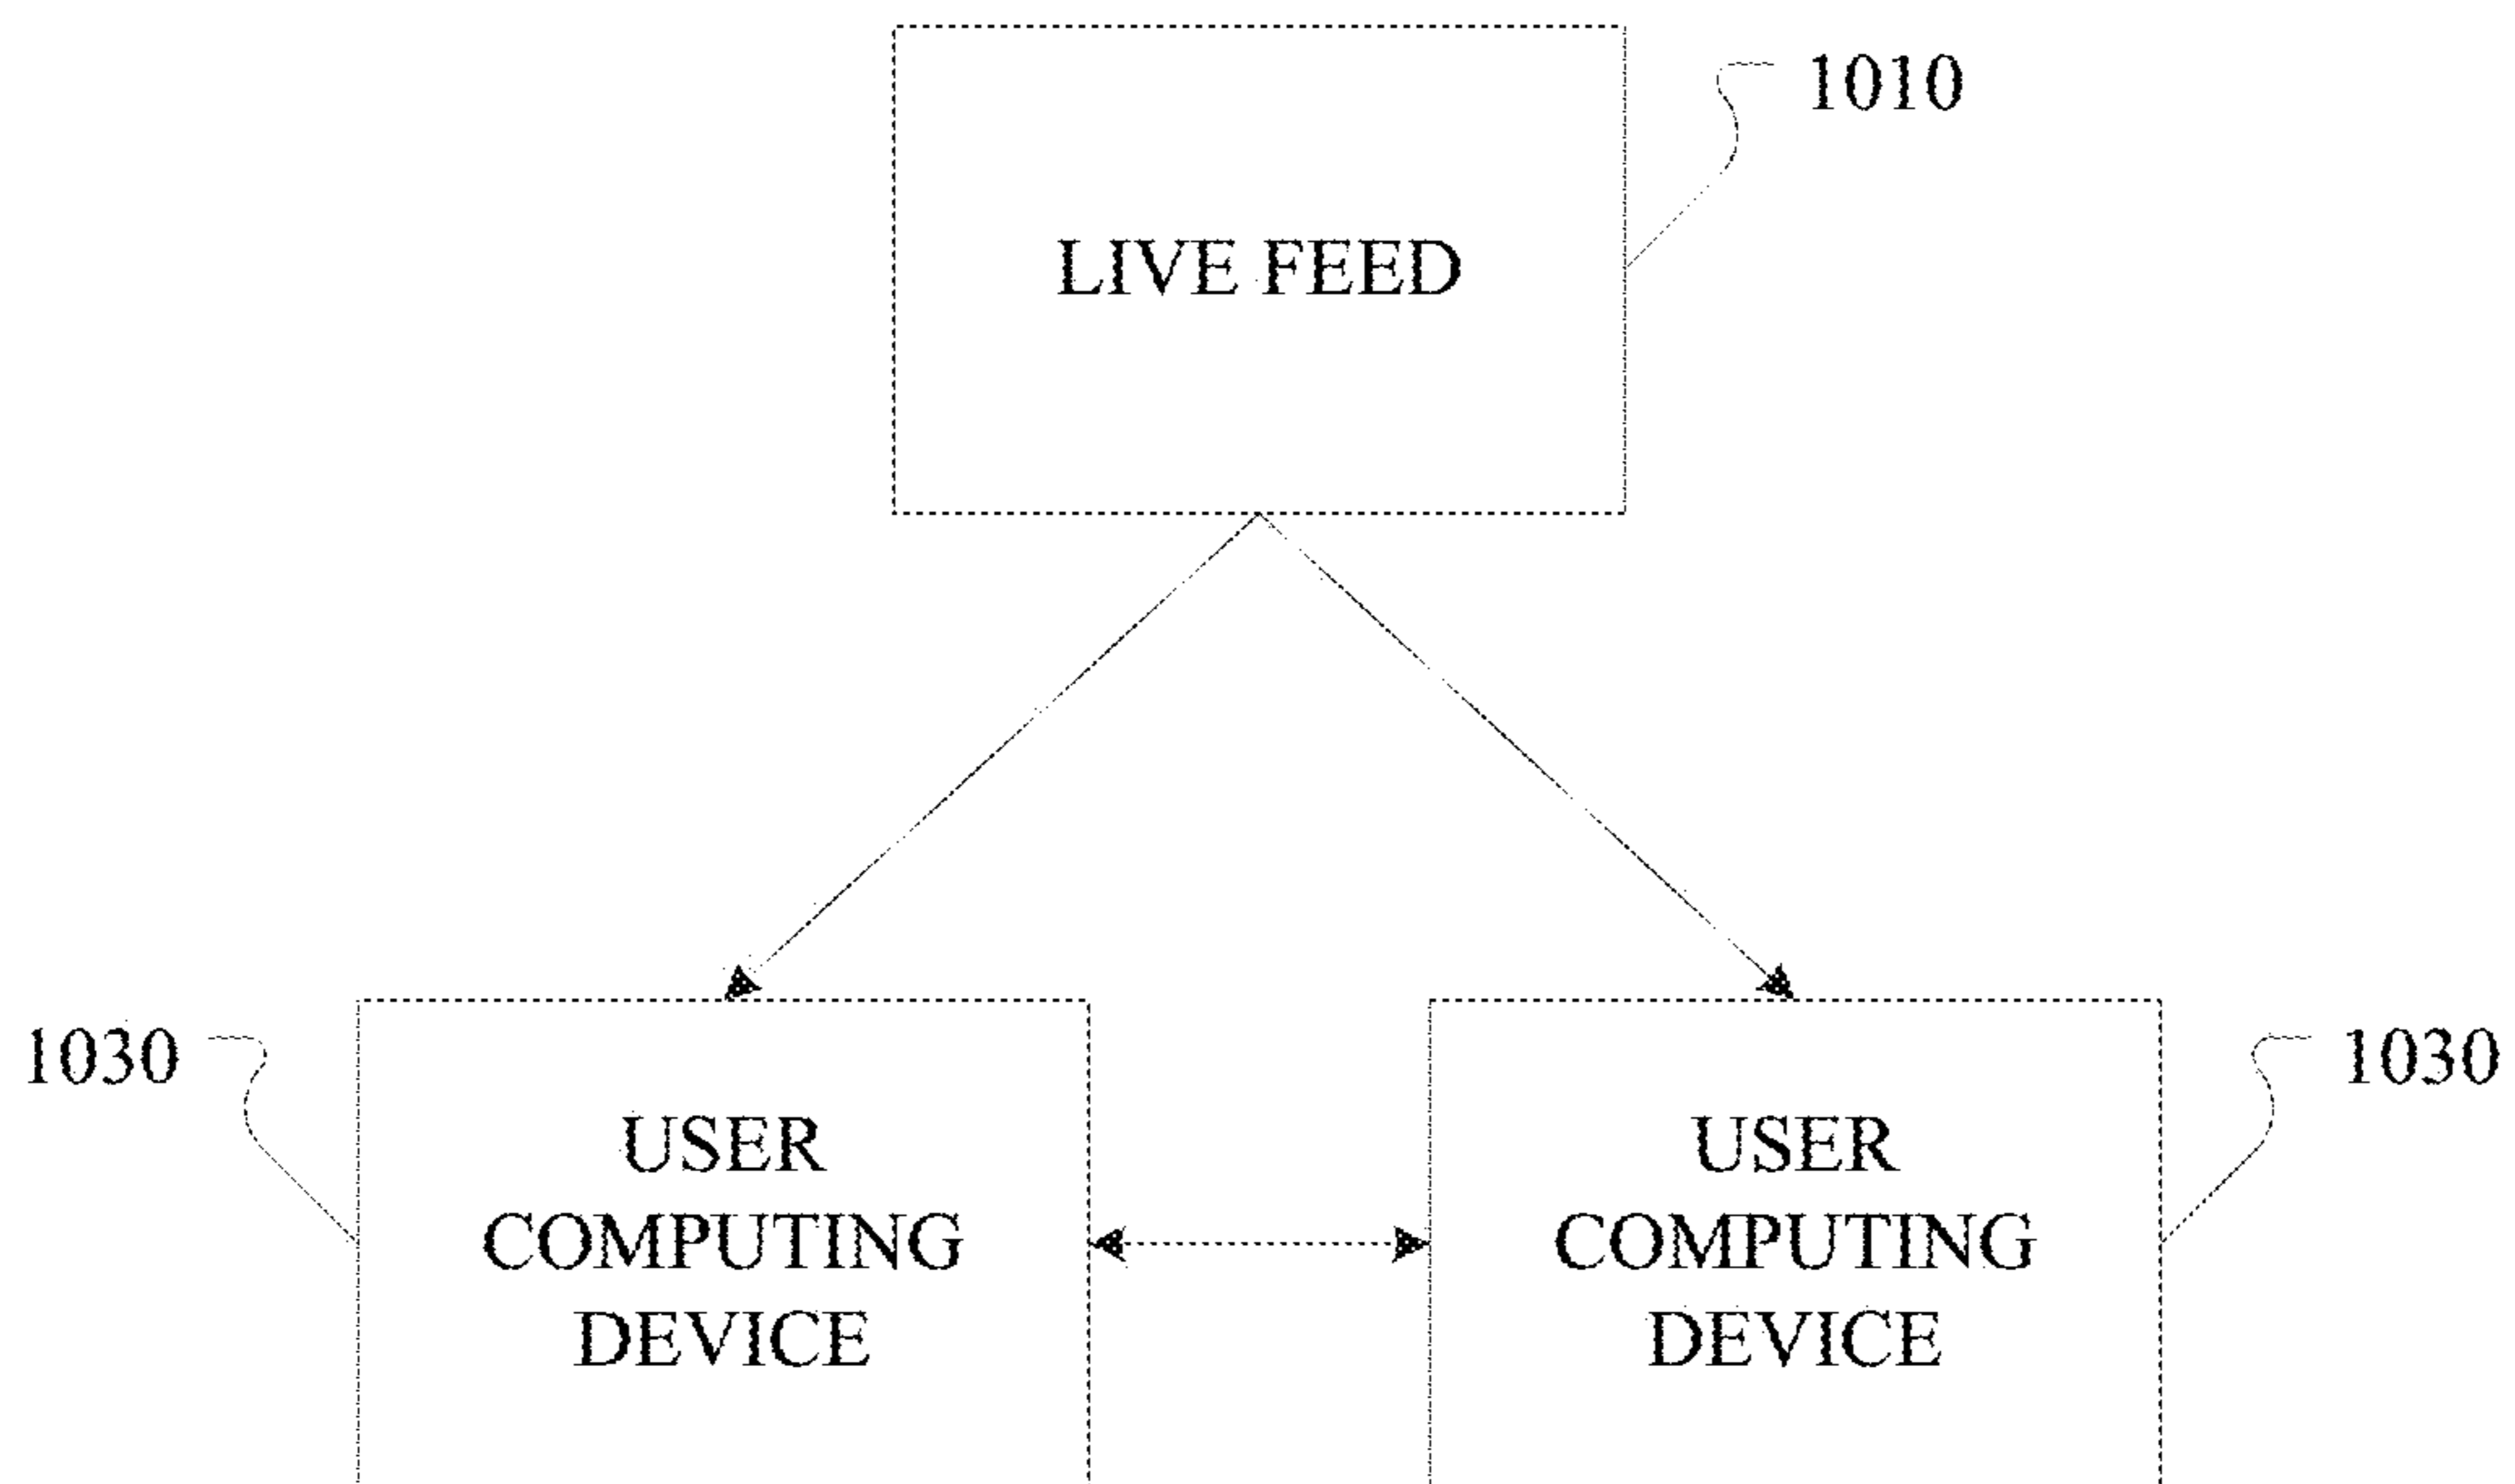 1010
LIVE FEED
1030
USER
COMPUTING
DEVICE
USER
COMPUTING
DEVICE
1030